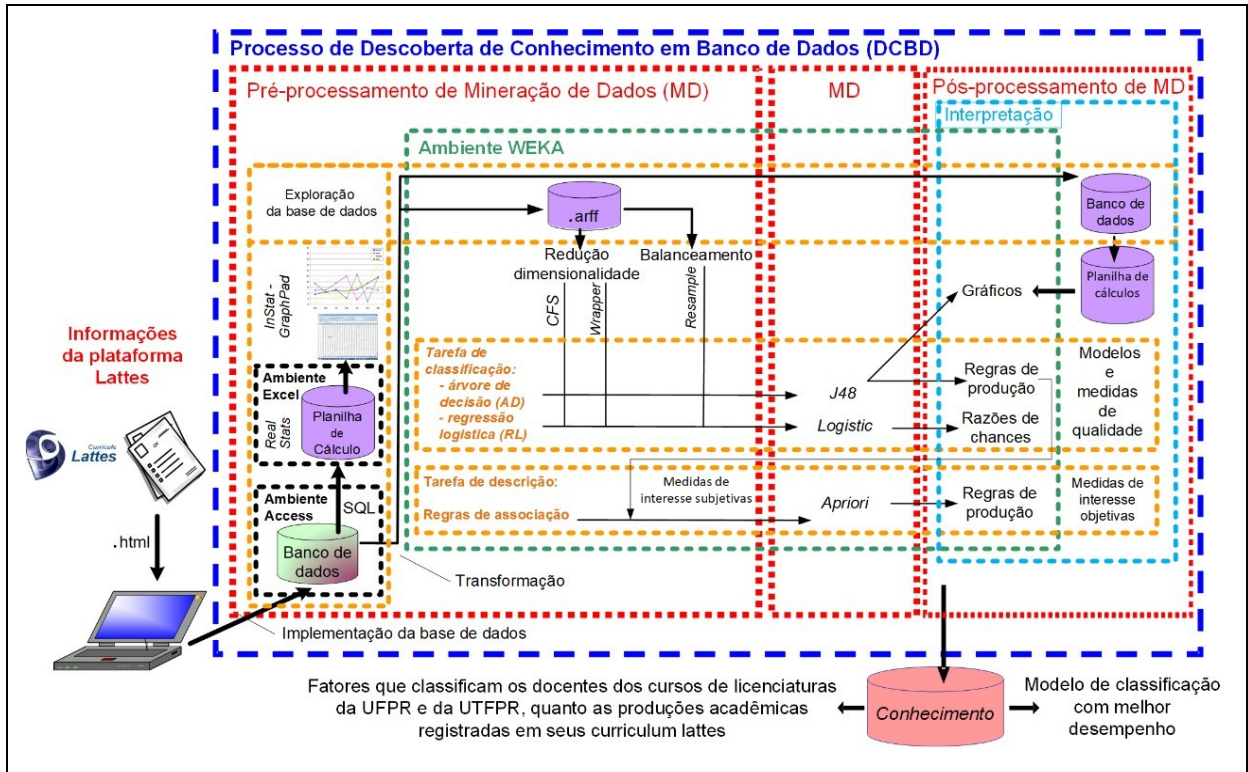 Processo de Descoberta de Conhecimento em Banco de Dados (DCBD)
Pré-processamento de Mineração de Dados (MD)
MD
Pós-processamento de MD
Interpretação
Ambiente WEKA
Exploração
da base de dados
.arff
Banco de
dados
Redução
dimensionalidade
Balanceamento
CFS
Wrapper
Resample
Planilha de
cálculos
Gráficos
InStat -
GraphPad
Informações
da plataforma
Lattes
Currículo
Lattes
.html
Ambiente
Excel
Real
Stats
Planilha
de
Cálculo
Ambiente
Access
SQL
Banco de
dados
Tarefa de
classificação:
- árvore de
decisão (AD)
- regressão
logistica (RL)
J48
Logistic
Regras de
produção
Razões de
chances
Modelos
e
medidas
de
qualidade
Tarefa de descrição:
Regras de associação
Medidas de
interesse subjetivas
Apriori
Regras de
produção
Medidas de
interesse
objetivas
Transformação
Implementação da base de dados
Fatores que classificam os docentes dos cursos de licenciaturas
da UFPR e da UTFPR, quanto as produções acadêmicas
registradas em seus curriculum lattes
Conhecimento
Modelo de classificação
com melhor
desempenho